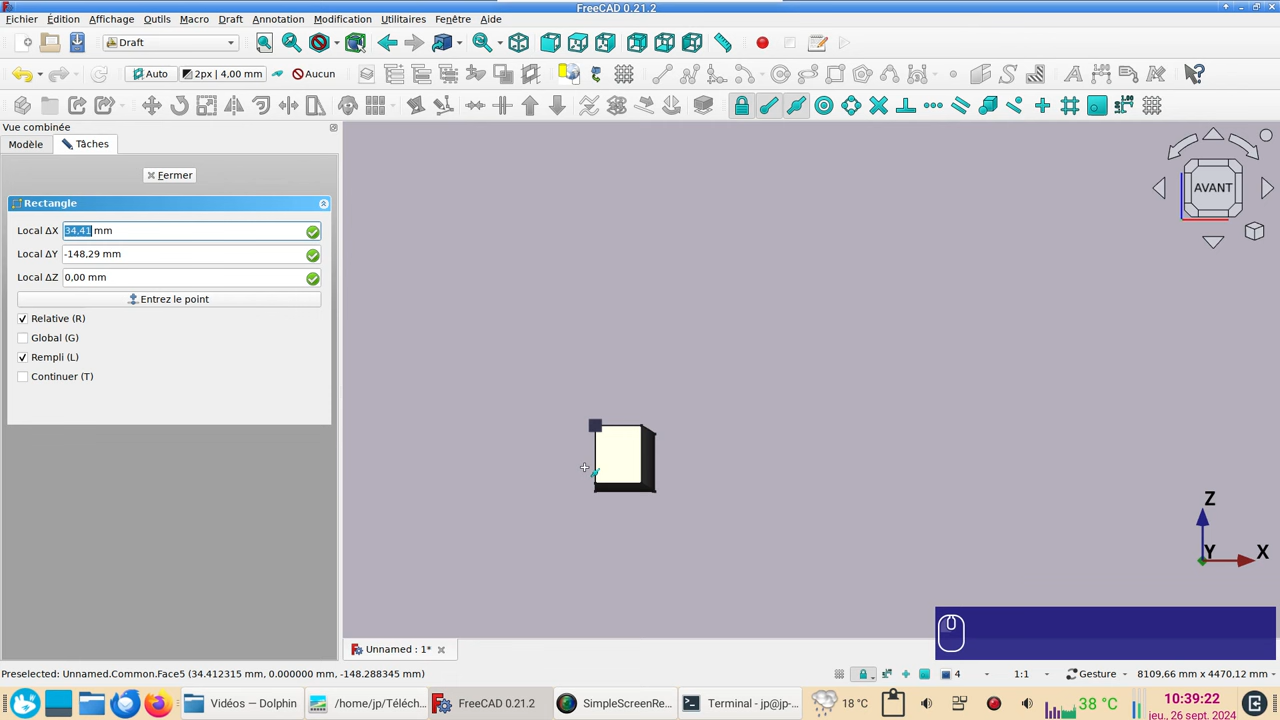 FreeCAD 0.21.2
Fichier Édition Affichage Outils Macro Draft Annotation Modification Utilitaires Fenêtre Aide
Draft
Auto 2px | 4,00 mm Aucun
Vue combinée
Modèle Tâches
Fermer
Rectangle
Local ΔX 34,41 mm
Local ΔY -148,29 mm
Local ΔZ 0,00 mm
Entrez le point
Relative (R)
Global (G)
Rempli (L)
Continuer (T)
AVANT
Z
Y X
Unnamed : 1*
Preselected: Unnamed.Common.Face5 (34.412315 mm, 0.000000 mm, -148.288345 mm) 4 1:1 Gesture 8109.66 mm x 4470,12 mm
Vidéos — Dolphin /home/jp/Téléch... FreeCAD 0.21.2 SimpleScreenRe... Terminal - jp@jp-... 18 °C 38 °C 10:39:22
jeu., 26 sept. 2024